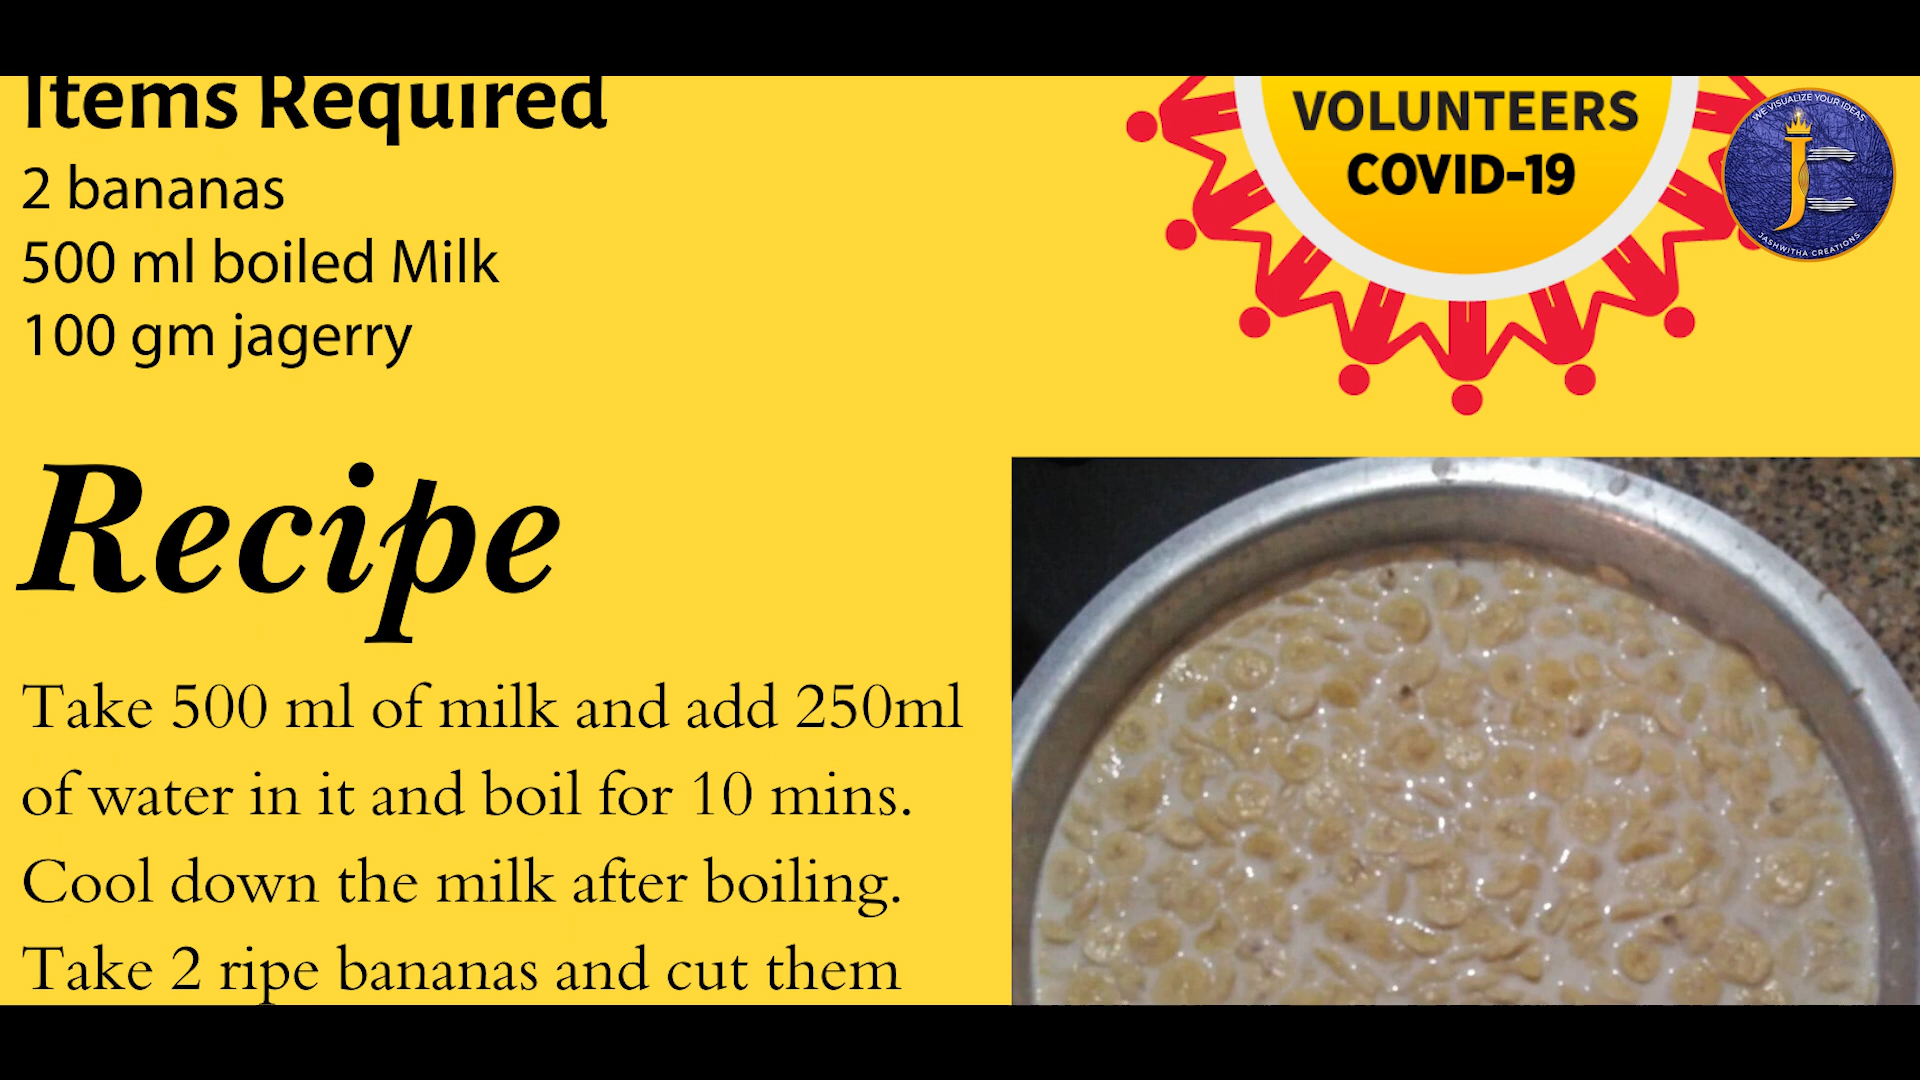 Items Required
2 bananas
500 ml boiled Milk
100 gm jagerry
VOLUNTEERS
COVID-19
WE VISUALIZE YOUR IDEAS
JC
JASHWITHA CREATIONS
Recipe
Take 500 ml of milk and add 250ml
of water in it and boil for 10 mins.
Cool down the milk after boiling.
Take 2 ripe bananas and cut them